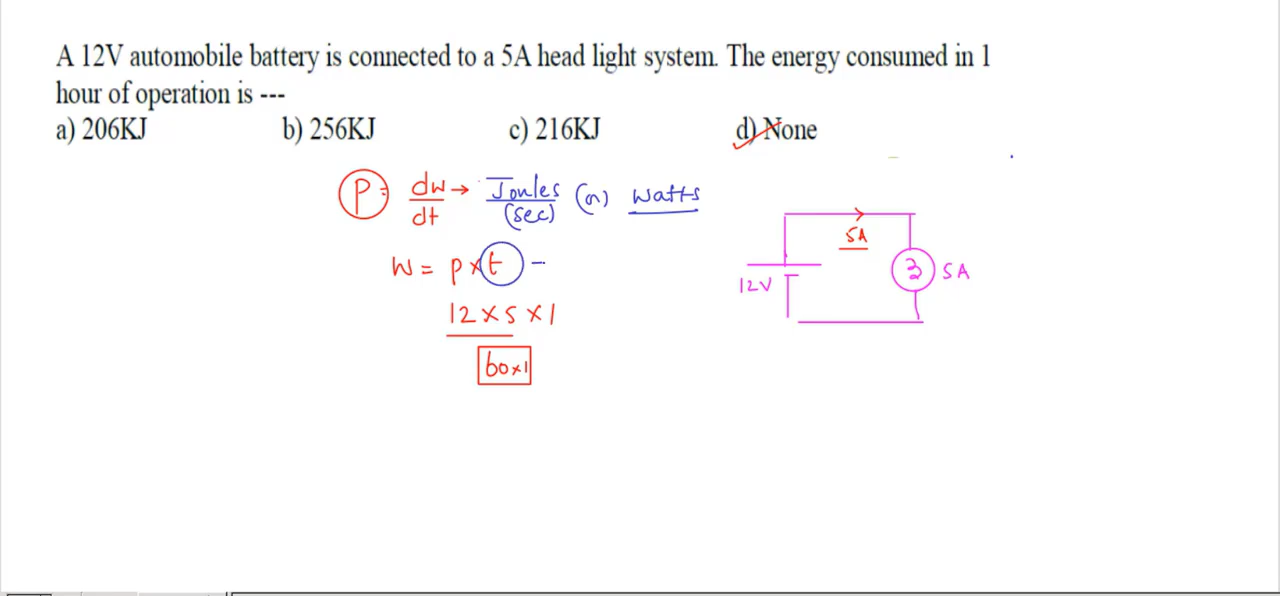 A 12V automobile battery is connected to a 5A head light system. The energy consumed in 1
hour of operation is ---
a) 206KJ b) 256KJ c) 216KJ d) None
P = dw/dt → Joules/(sec) (or) watts
W = P x t -
12 x 5 x 1
60 x 1
5A
12V 5A